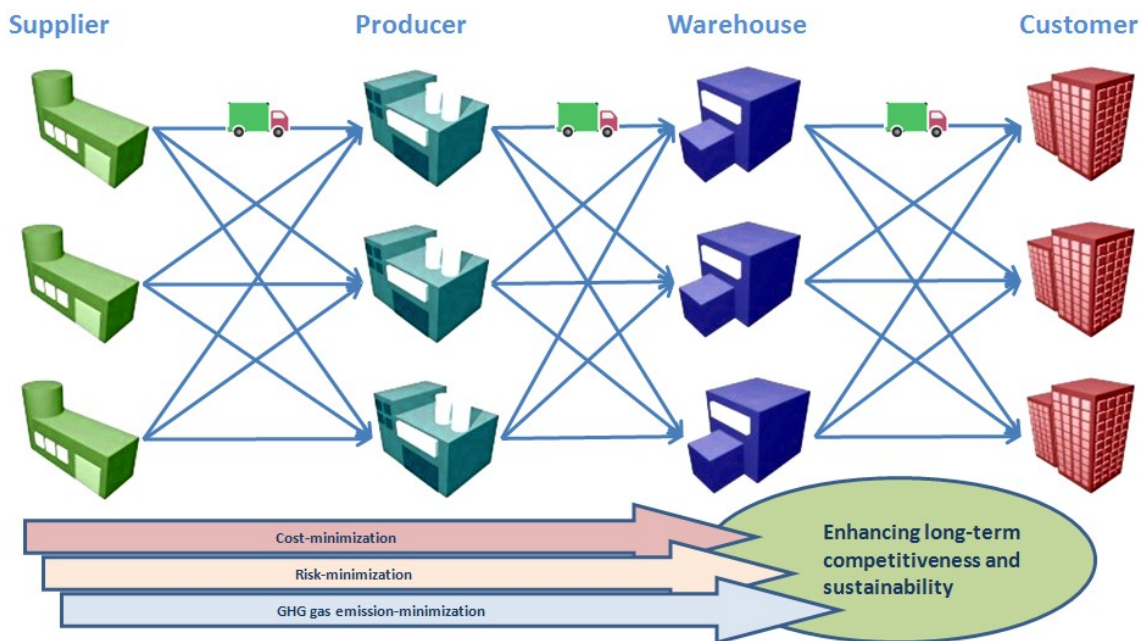 Supplier
Producer
Warehouse
Customer
Cost-minimization
Risk-minimization
GHG gas emission-minimization
Enhancing long-term
competitiveness and
sustainability